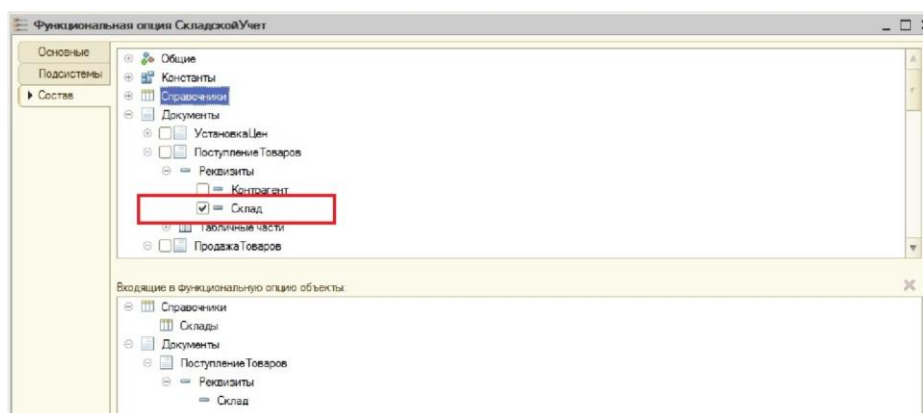 Функциональная опция СкладскойУчет
Основные
Подсистемы
Состав
Общие
Константы
Справочники
Документы
УстановкаЦен
ПоступлениеТоваров
Реквизиты
Контрагент
Склад
Табличные части
ПродажаТоваров
Входящие в функциональную опцию объекты:
Справочники
Склады
Документы
ПоступлениеТоваров
Реквизиты
Склад